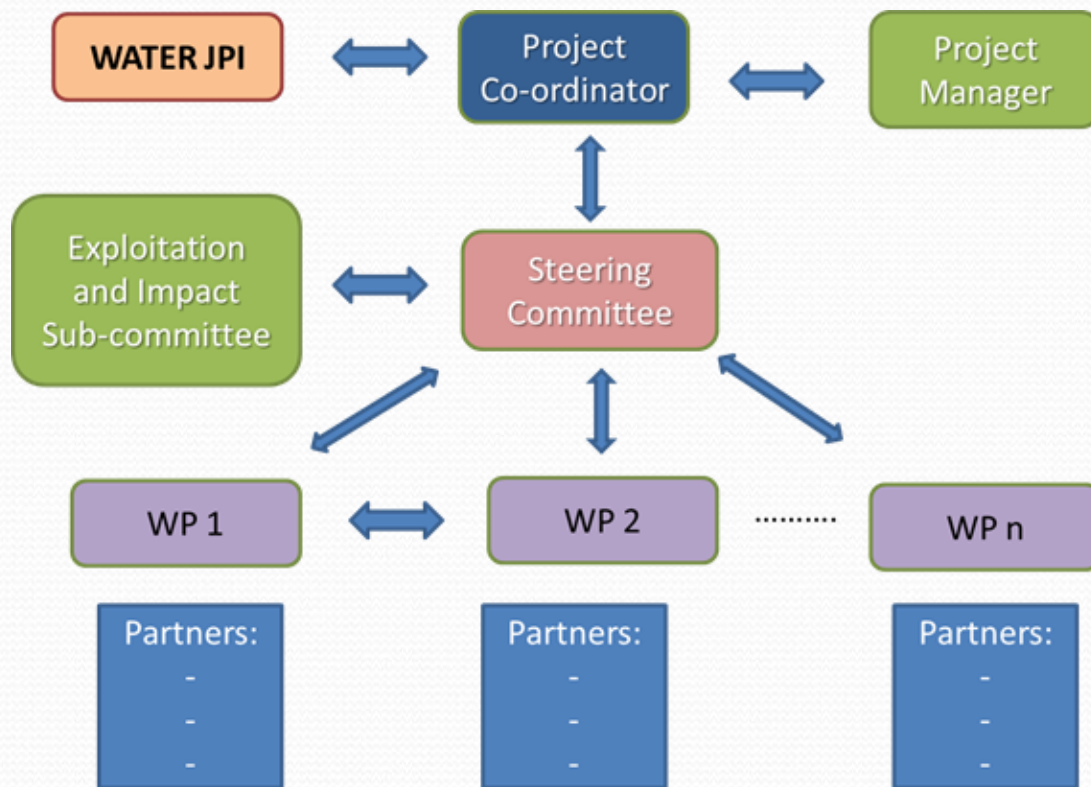 WATER JPI
Project
Co-ordinator
Project
Manager
Exploitation
and Impact
Sub-committee
Steering
Committee
WP 1
WP 2
..........
WP n
Partners:
-
-
-
Partners:
-
-
-
Partners:
-
-
-